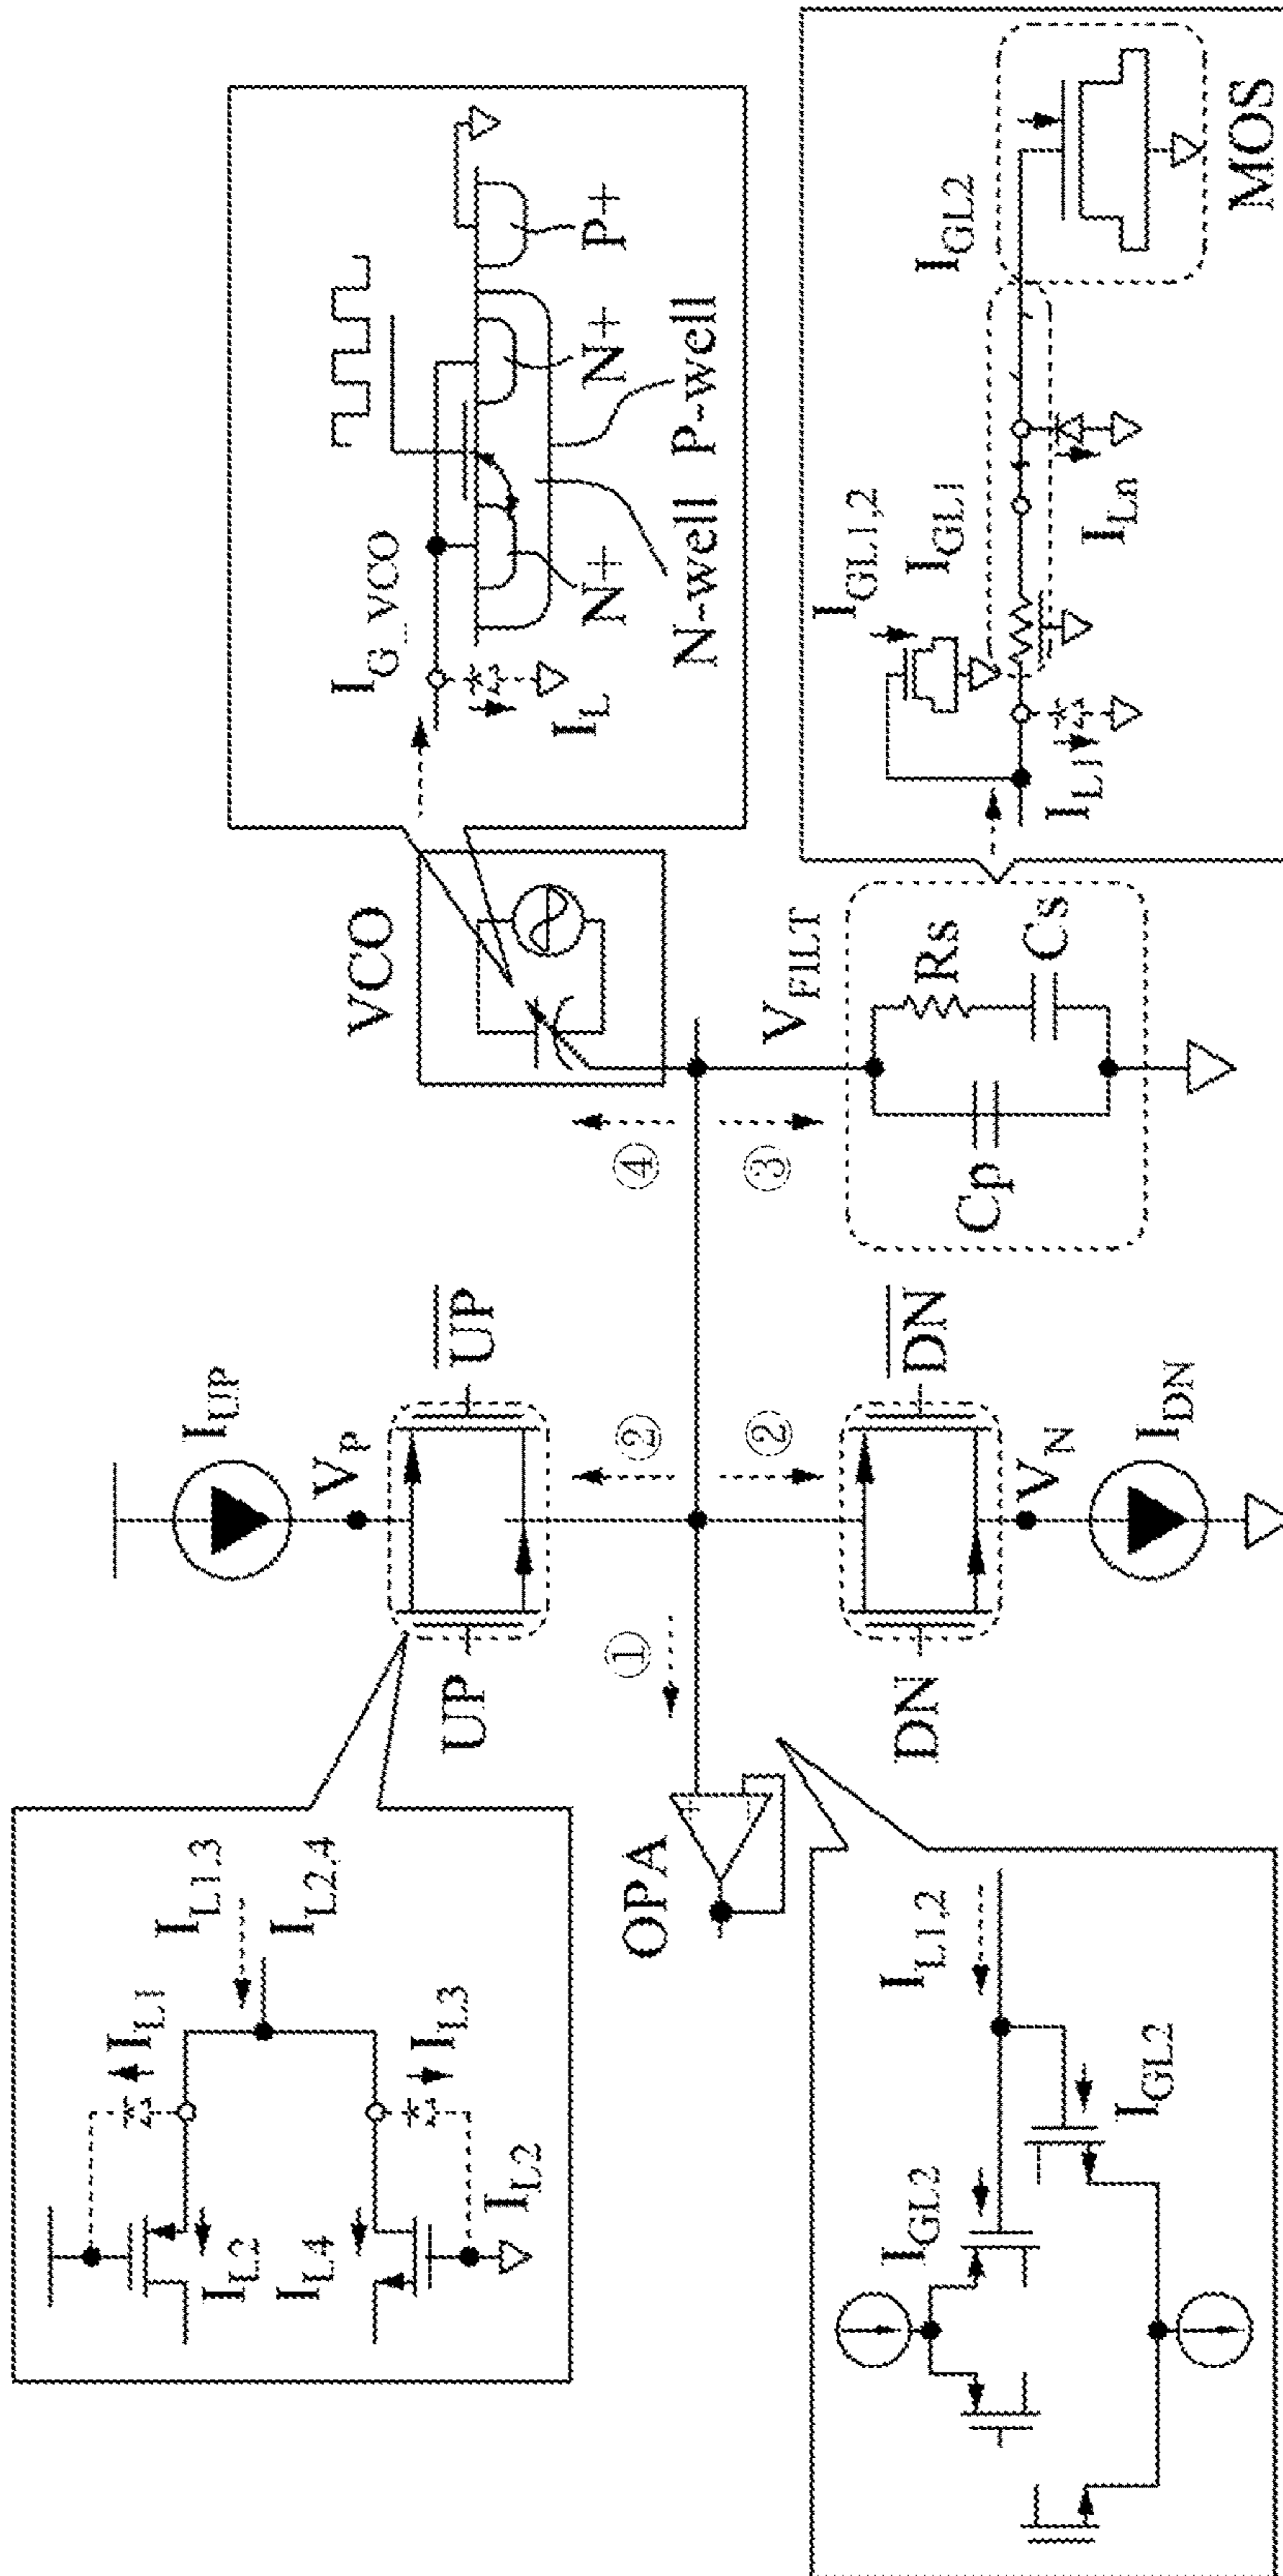 I_L1,3
I_L2,4
I_L1
I_L2
I_L4
I_L3
I_L2
I_UP
V_P
UP
U̅P̅
①
②
②
OPA
DN
D̅N̅
V_N
I_DN
I_L1,2
I_GL2
I_GL2
VCO
④
③
V_FILT
Cp
Rs
Cs
I_G_VCO
I_L
N+
N-well
N+
P-well
P+
I_GL1,2
I_GL1
I_GL2
I_L1
I_Ln
MOS